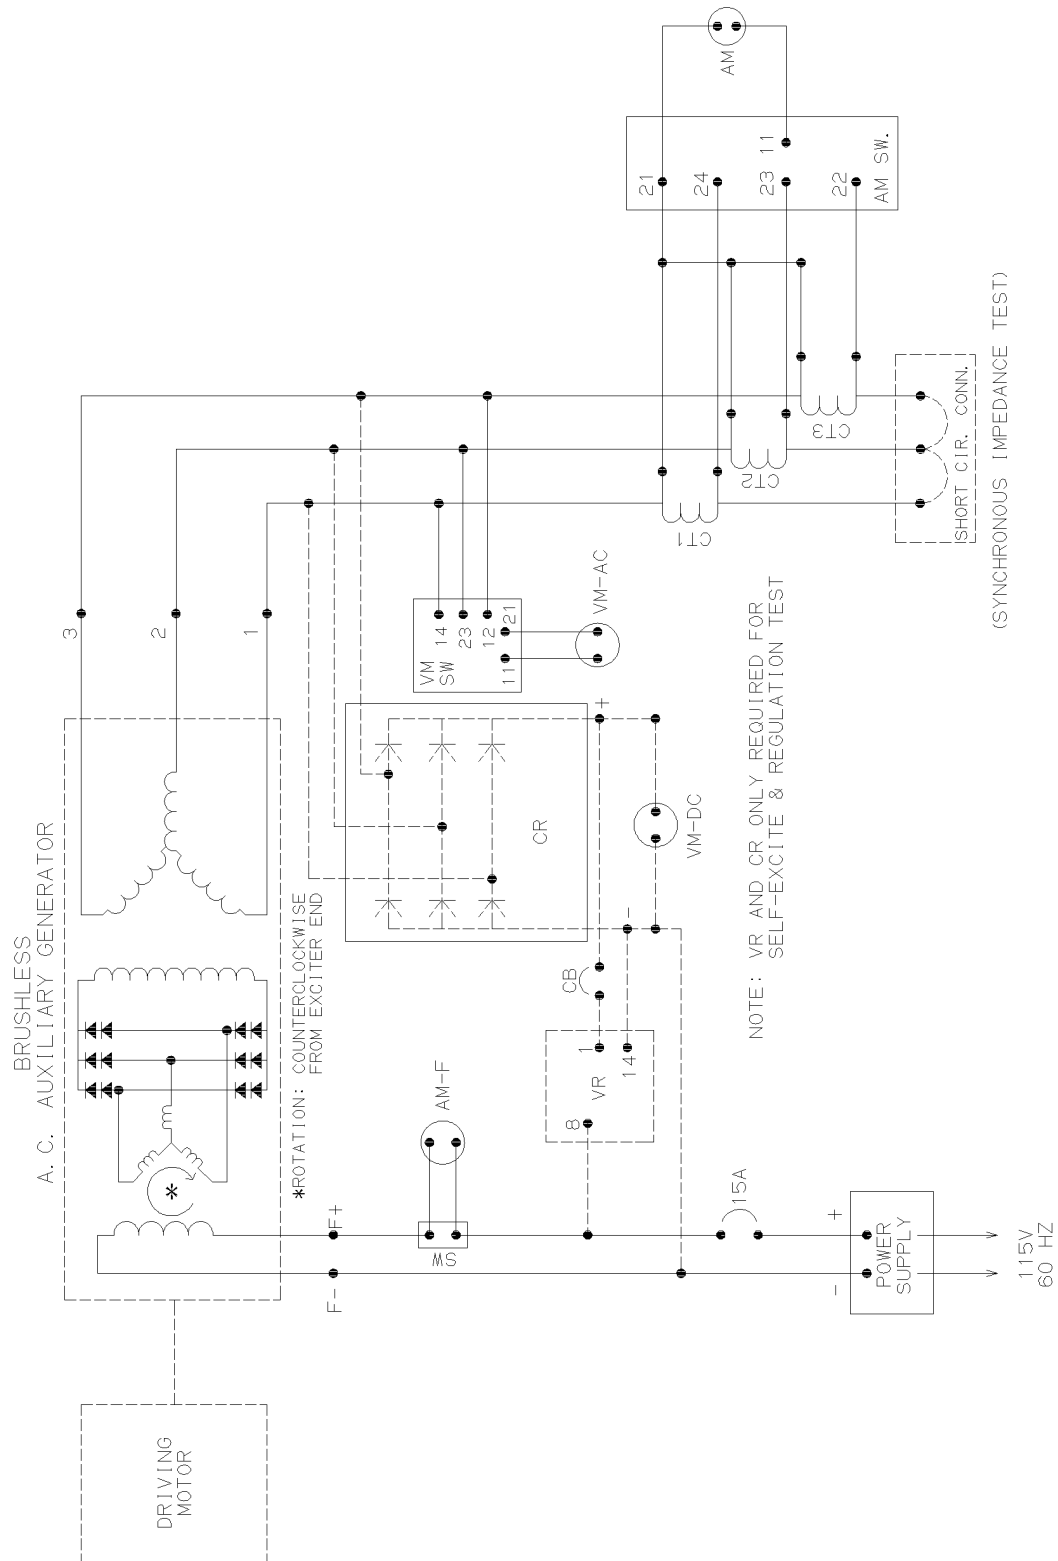 BRUSHLESS
A. C. AUXILIARY GENERATOR
DRIVING
MOTOR
*
*ROTATION: COUNTERCLOCKWISE
FROM EXCITER END
3
2
1
F-
F+
SW
AM-F
8
VR
1
14
CB
-
+
CR
VM-DC
VM
SW
14
23
12
11
21
VM-AC
15A
-
+
POWER
SUPPLY
115V
60 HZ
NOTE: VR AND CR ONLY REQUIRED FOR
SELF-EXCITE & REGULATION TEST
CT1
CT2
CT3
SHORT CIR. CONN.
(SYNCHRONOUS IMPEDANCE TEST)
21
24
23
11
22
AM SW.
AM